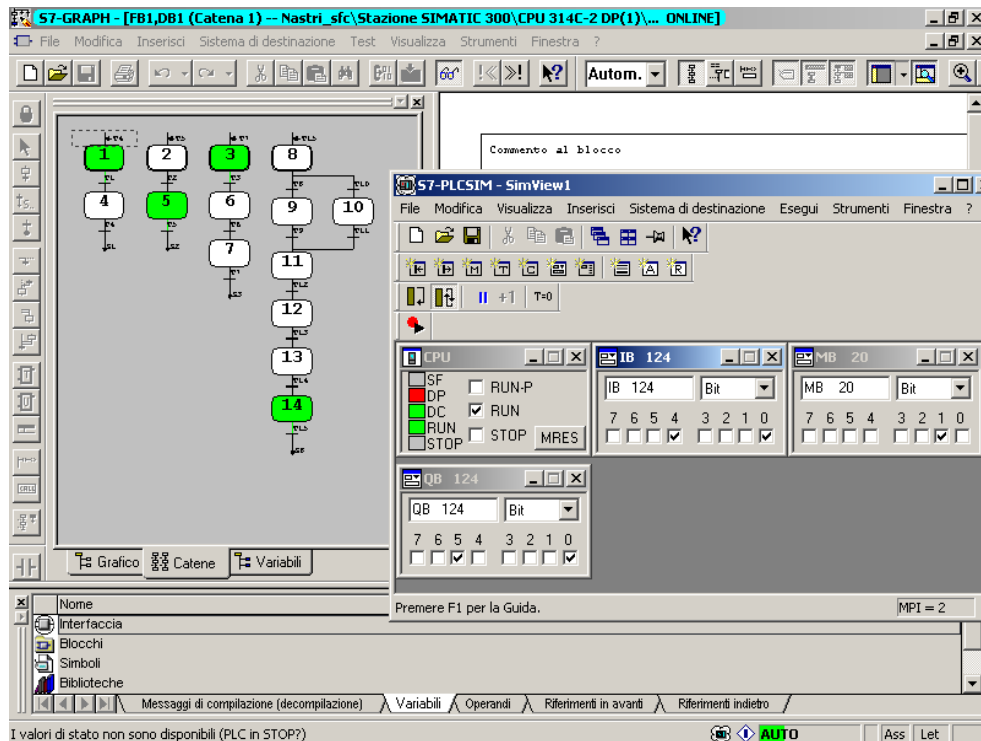 S7-GRAPH - [FB1,DB1 (Catena 1) -- Nastri_sfc\Stazione SIMATIC 300\CPU 314C-2 DP(1)\... ONLINE]
File Modifica Inserisci Sistema di destinazione Test Visualizza Strumenti Finestra ?
Autom.
Commento al blocco
1 2 3 8
4 5 6 9 10
7
11
12
13
14
Grafico Catene Variabili
S7-PLCSIM - SimView1
File Modifica Visualizza Inserisci Sistema di destinazione Esegui Strumenti Finestra ?
+1 T=0
CPU
SF
DP
DC
RUN
STOP
RUN-P
RUN
STOP MRES
IB 124
IB 124 Bit
7 6 5 4 3 2 1 0
MB 20
MB 20 Bit
7 6 5 4 3 2 1 0
QB 124
QB 124 Bit
7 6 5 4 3 2 1 0
Premere F1 per la Guida. MPI = 2
Nome
Interfaccia
Blocchi
Simboli
Biblioteche
Messaggi di compilazione (decompilazione) Variabili Operandi Riferimenti in avanti Riferimenti indietro
I valori di stato non sono disponibili (PLC in STOP?) AUTO Ass Let